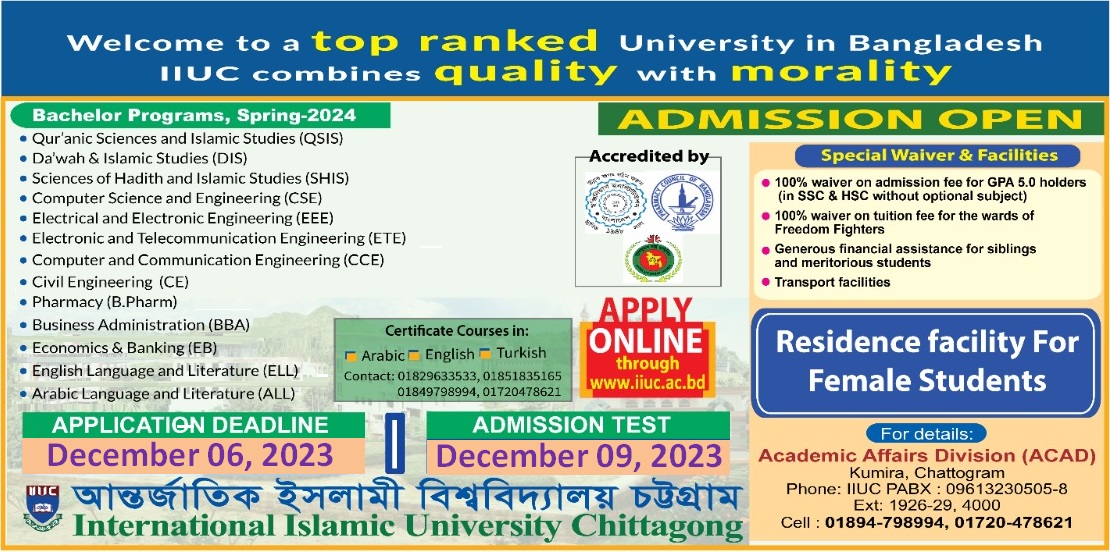 Welcome to a top ranked University in Bangladesh
IIUC combines quality with morality
Bachelor Programs, Spring-2024
• Qur'anic Sciences and Islamic Studies (QSIS)
• Da'wah & Islamic Studies (DIS)
• Sciences of Hadith and Islamic Studies (SHIS)
• Computer Science and Engineering (CSE)
• Electrical and Electronic Engineering (EEE)
• Electronic and Telecommunication Engineering (ETE)
• Computer and Communication Engineering (CCE)
• Civil Engineering (CE)
• Pharmacy (B.Pharm)
• Business Administration (BBA)
• Economics & Banking (EB)
• English Language and Literature (ELL)
• Arabic Language and Literature (ALL)
Certificate Courses in:
Arabic English Turkish
Contact: 01829633533, 01851835165
01849798994, 01720478621
ADMISSION OPEN
Accredited by
PHARMACY COUNCIL OF BANGLADESH
APPLY
ONLINE
through
www.iiuc.ac.bd
Special Waiver & Facilities
• 100% waiver on admission fee for GPA 5.0 holders
(in SSC & HSC without optional subject)
• 100% waiver on tuition fee for the wards of
Freedom Fighters
• Generous financial assistance for siblings
and meritorious students
• Transport facilities
Residence facility For
Female Students
APPLICATION DEADLINE
December 06, 2023
ADMISSION TEST
December 09, 2023
For details:
Academic Affairs Division (ACAD)
Kumira, Chattogram
Phone: IIUC PABX : 09613230505-8
Ext: 1926-29, 4000
Cell : 01894-798994, 01720-478621
IIUC
আন্তর্জাতিক ইসলামী বিশ্ববিদ্যালয় চট্টগ্রাম
International Islamic University Chittagong